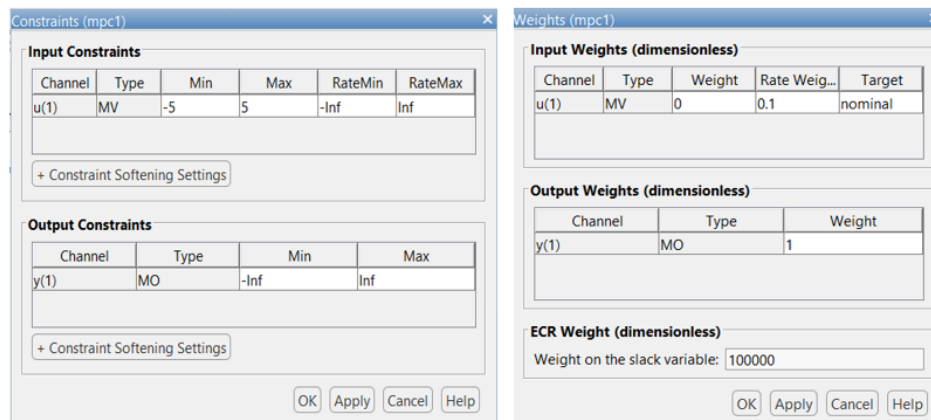 Constraints (mpc1) ×
Input Constraints
Channel Type Min Max RateMin RateMax
u(1) MV -5 5 -Inf Inf
+ Constraint Softening Settings
Output Constraints
Channel Type Min Max
y(1) MO -Inf Inf
+ Constraint Softening Settings
OK Apply Cancel Help
Weights (mpc1)
Input Weights (dimensionless)
Channel Type Weight Rate Weig... Target
u(1) MV 0 0.1 nominal
Output Weights (dimensionless)
Channel Type Weight
y(1) MO 1
ECR Weight (dimensionless)
Weight on the slack variable: 100000
OK Apply Cancel Help